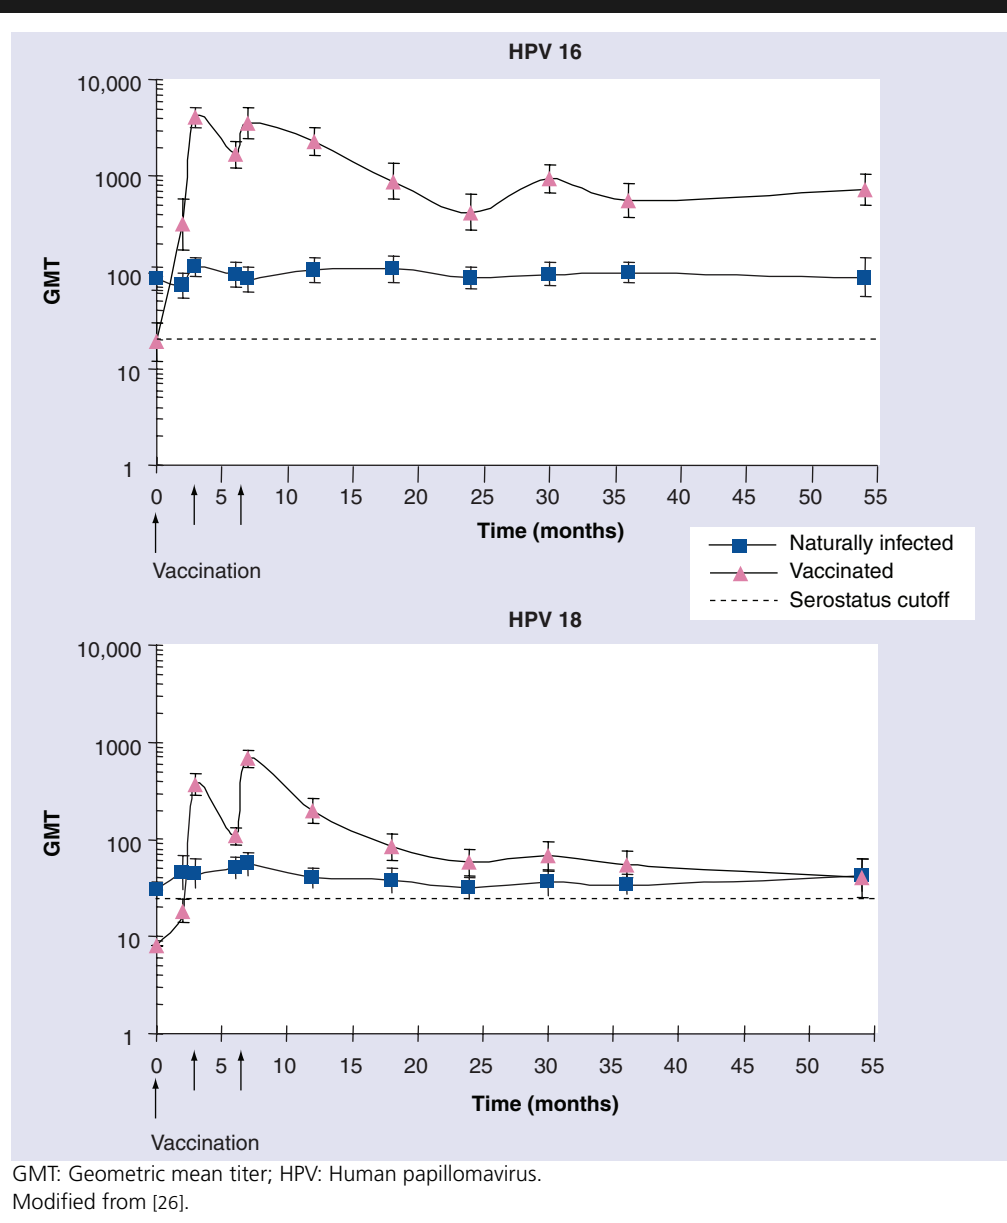 HPV 16
10,000
1000
100
10
1
GMT
0 5 10 15 20 25 30 35 40 45 50 55
Time (months)
Vaccination
Naturally infected
Vaccinated
Serostatus cutoff
HPV 18
10,000
1000
100
10
1
GMT
0 5 10 15 20 25 30 35 40 45 50 55
Time (months)
Vaccination
GMT: Geometric mean titer; HPV: Human papillomavirus.
Modified from [26].